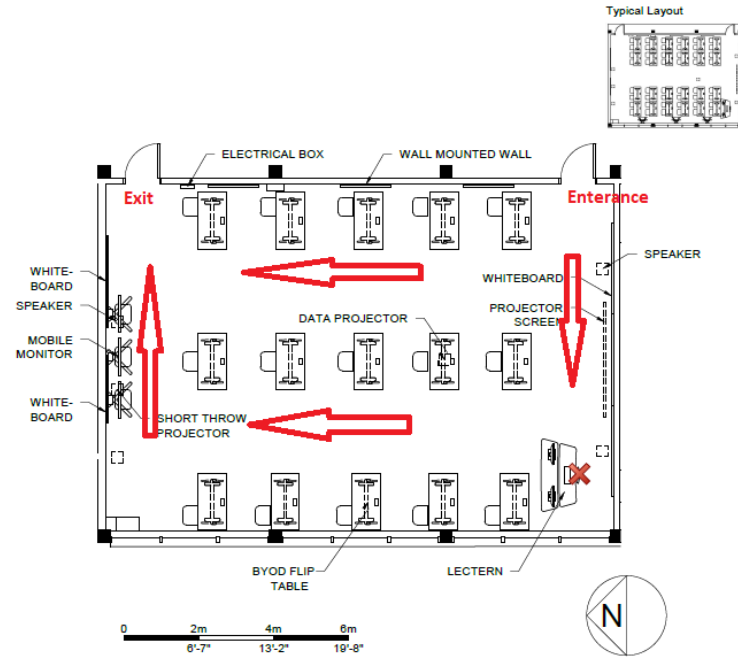 Typical Layout
ELECTRICAL BOX
WALL MOUNTED WALL
Exit
Enterance
SPEAKER
WHITE-
BOARD
WHITEBOARD
SPEAKER
PROJECTOR
SCREEN
DATA PROJECTOR
MOBILE
MONITOR
WHITE-
BOARD
SHORT THROW
PROJECTOR
BYOD FLIP
TABLE
LECTERN
N
0 2m 4m 6m
6'-7" 13'-2" 19'-8"